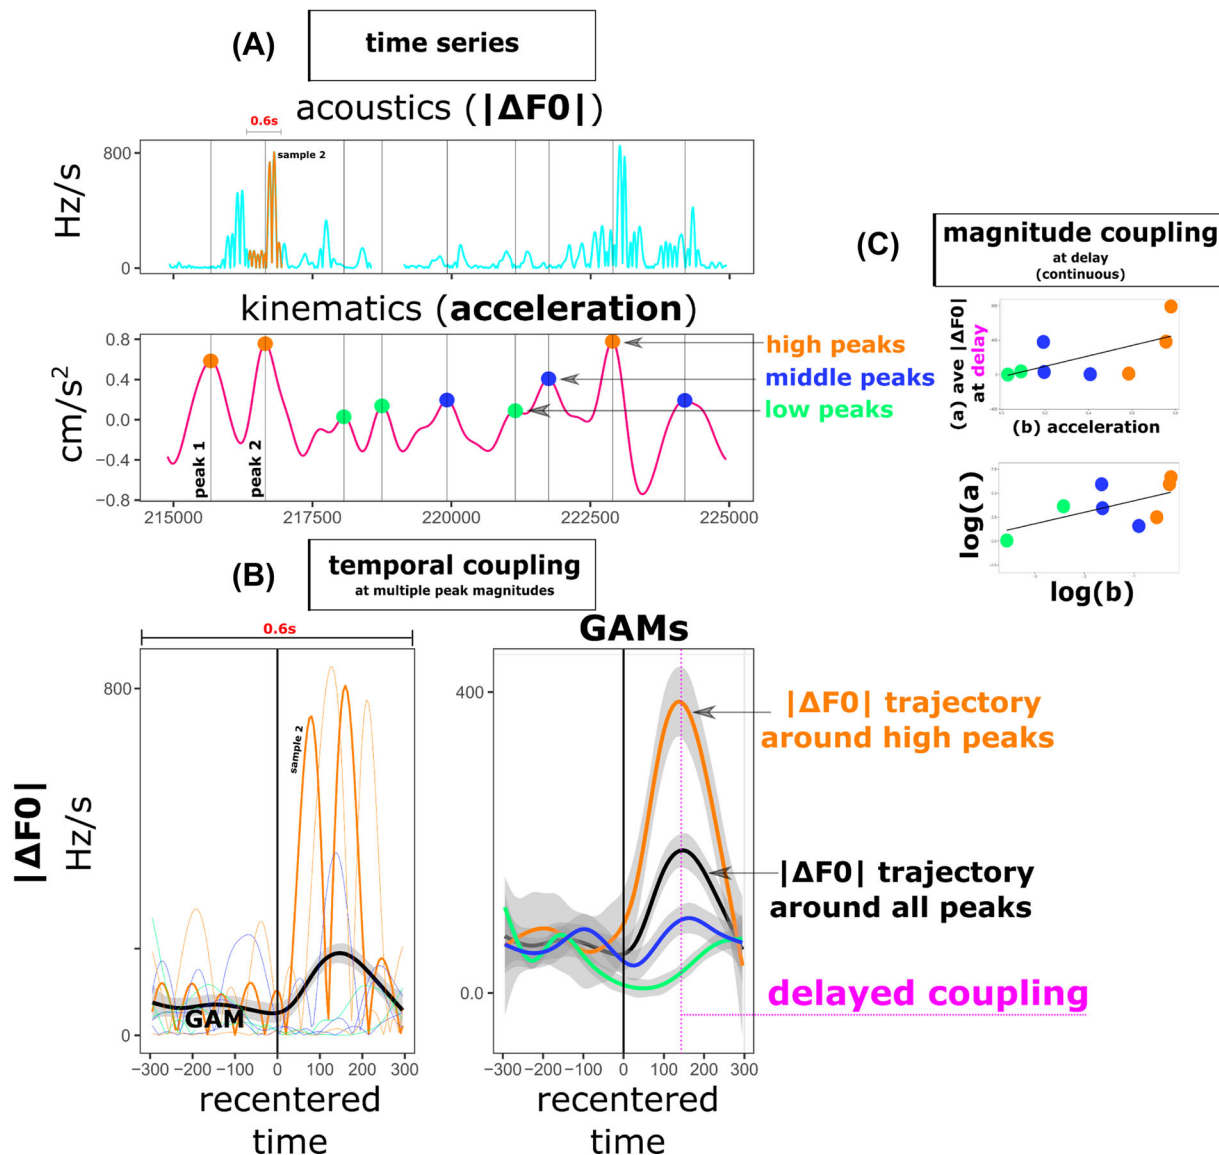 (A)
time series
acoustics (|ΔF0|)
0.6s
sample 2
800
0
Hz/s
kinematics (acceleration)
0.8
0.4
0.0
−0.4
−0.8
cm/s²
peak 1
peak 2
high peaks
middle peaks
low peaks
215000 217500 220000 222500 225000
(B)
temporal coupling
at multiple peak magnitudes
0.6s
800
0
sample 2
GAM
|ΔF0|
Hz/s
−300 −200 −100 0 100 200 300
recentered
time
GAMs
400
0.0
−300 −200 −100 0 100 200 300
recentered
time
|ΔF0| trajectory
around high peaks
|ΔF0| trajectory
around all peaks
delayed coupling
(C)
magnitude coupling
at delay
(continuous)
(a) ave |ΔF0|
at delay
(b) acceleration
log(a)
log(b)